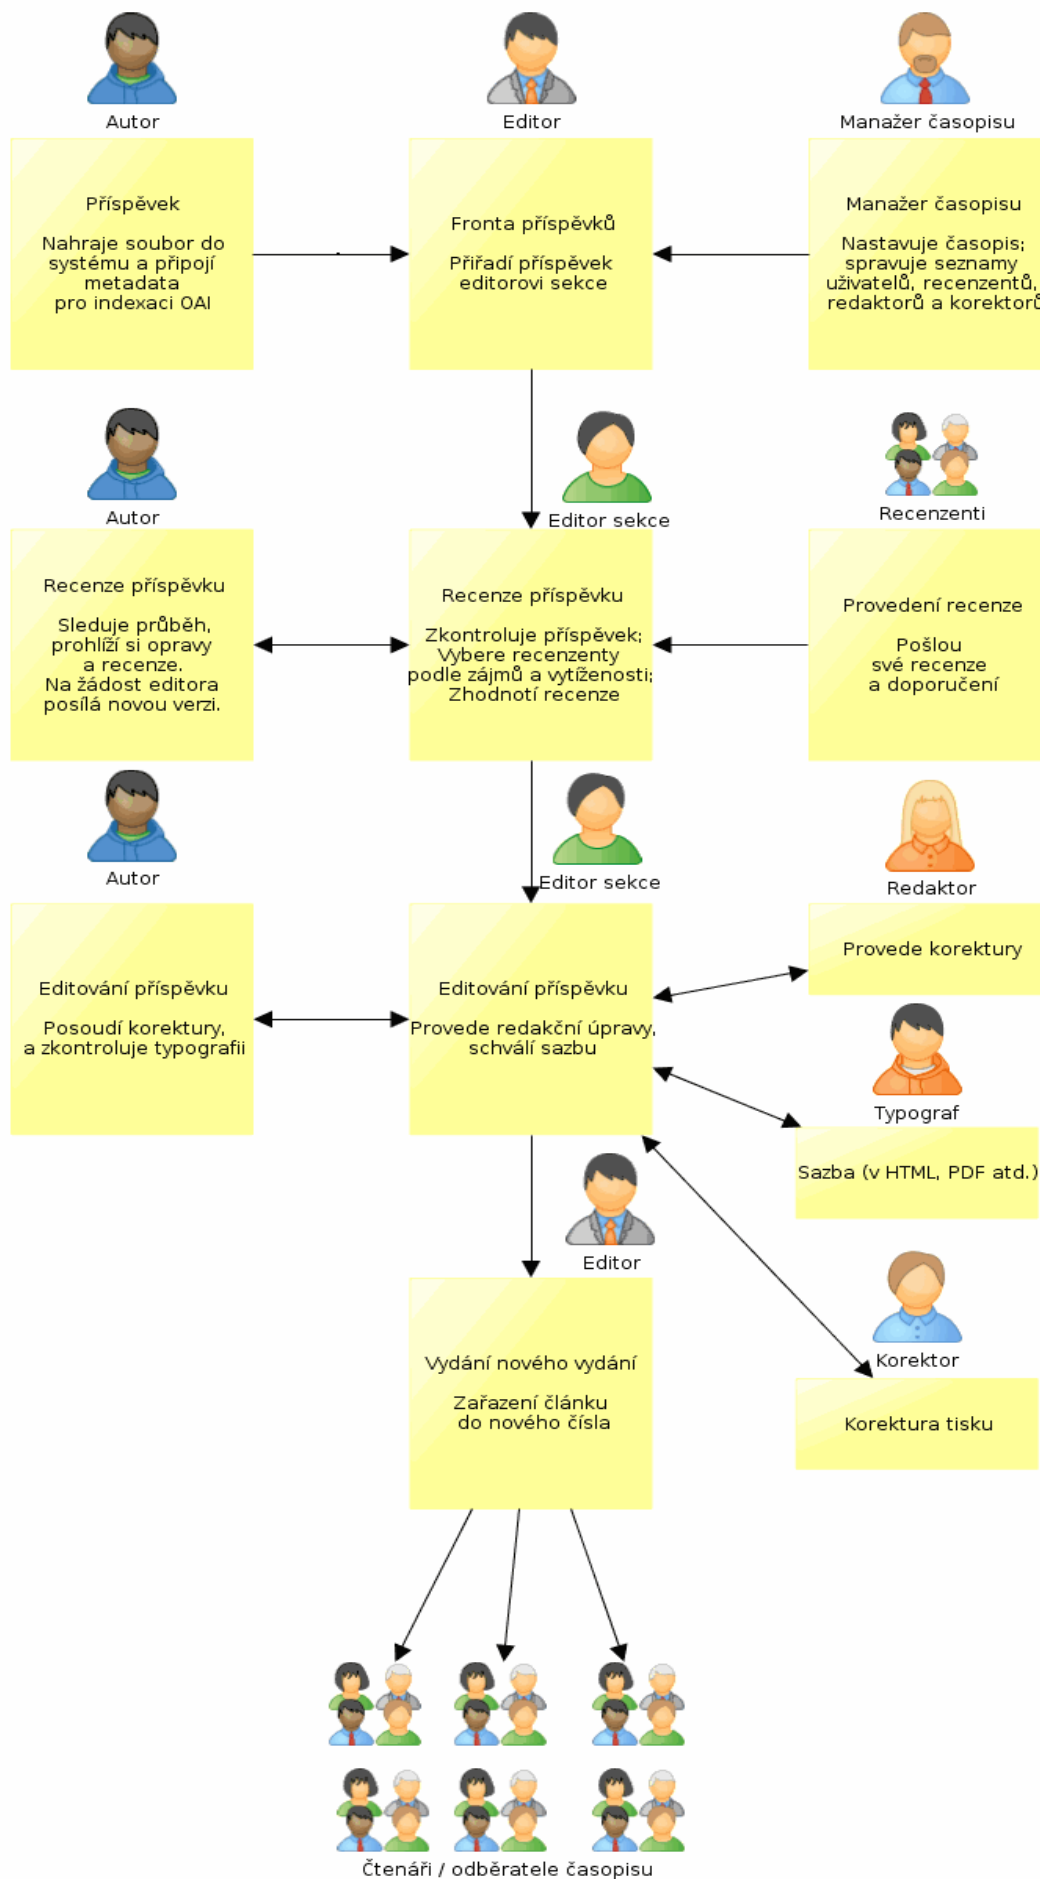 Autor
Editor
Manažer časopisu
Příspěvek
Nahraje soubor do
systému a připojí
metadata
pro indexaci OAI
Fronta příspěvků
Přiřadí příspěvek
editorovi sekce
Manažer časopisu
Nastavuje časopis;
spravuje seznamy
uživatelů, recenzentů,
redaktorů a korektorů
Autor
Editor sekce
Recenzenti
Recenze příspěvku
Sleduje průběh,
prohlíží si opravy
a recenze.
Na žádost editora
posílá novou verzi.
Recenze příspěvku
Zkontroluje příspěvek;
Vybere recenzenty
podle zájmů a vytíženosti;
Zhodnotí recenze
Provedení recenze
Pošlou
své recenze
a doporučení
Autor
Editor sekce
Redaktor
Editování příspěvku
Posoudí korektury,
a zkontroluje typografii
Editování příspěvku
Provede redakční úpravy,
schválí sazbu
Provede korektury
Typograf
Sazba (v HTML, PDF atd.)
Editor
Korektor
Vydání nového vydání
Zařazení článku
do nového čísla
Korektura tisku
Čtenáři / odběratele časopisu